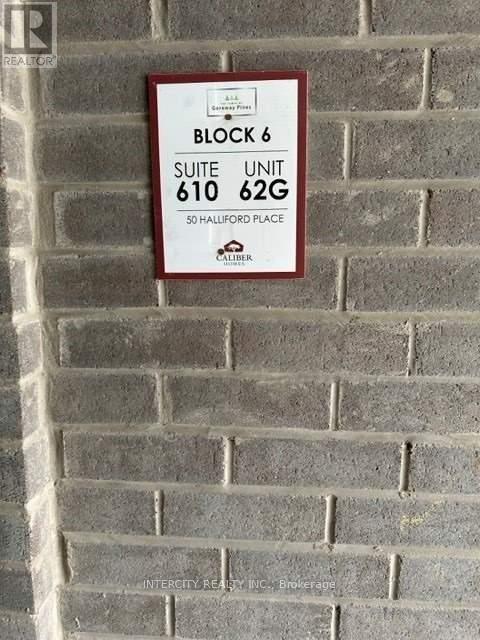 REALTOR®
Goreway Pines
BLOCK 6
SUITE UNIT
610 62G
50 HALLIFORD PLACE
CALIBER
HOMES
INTERCITY REALTY INC., Brokerage